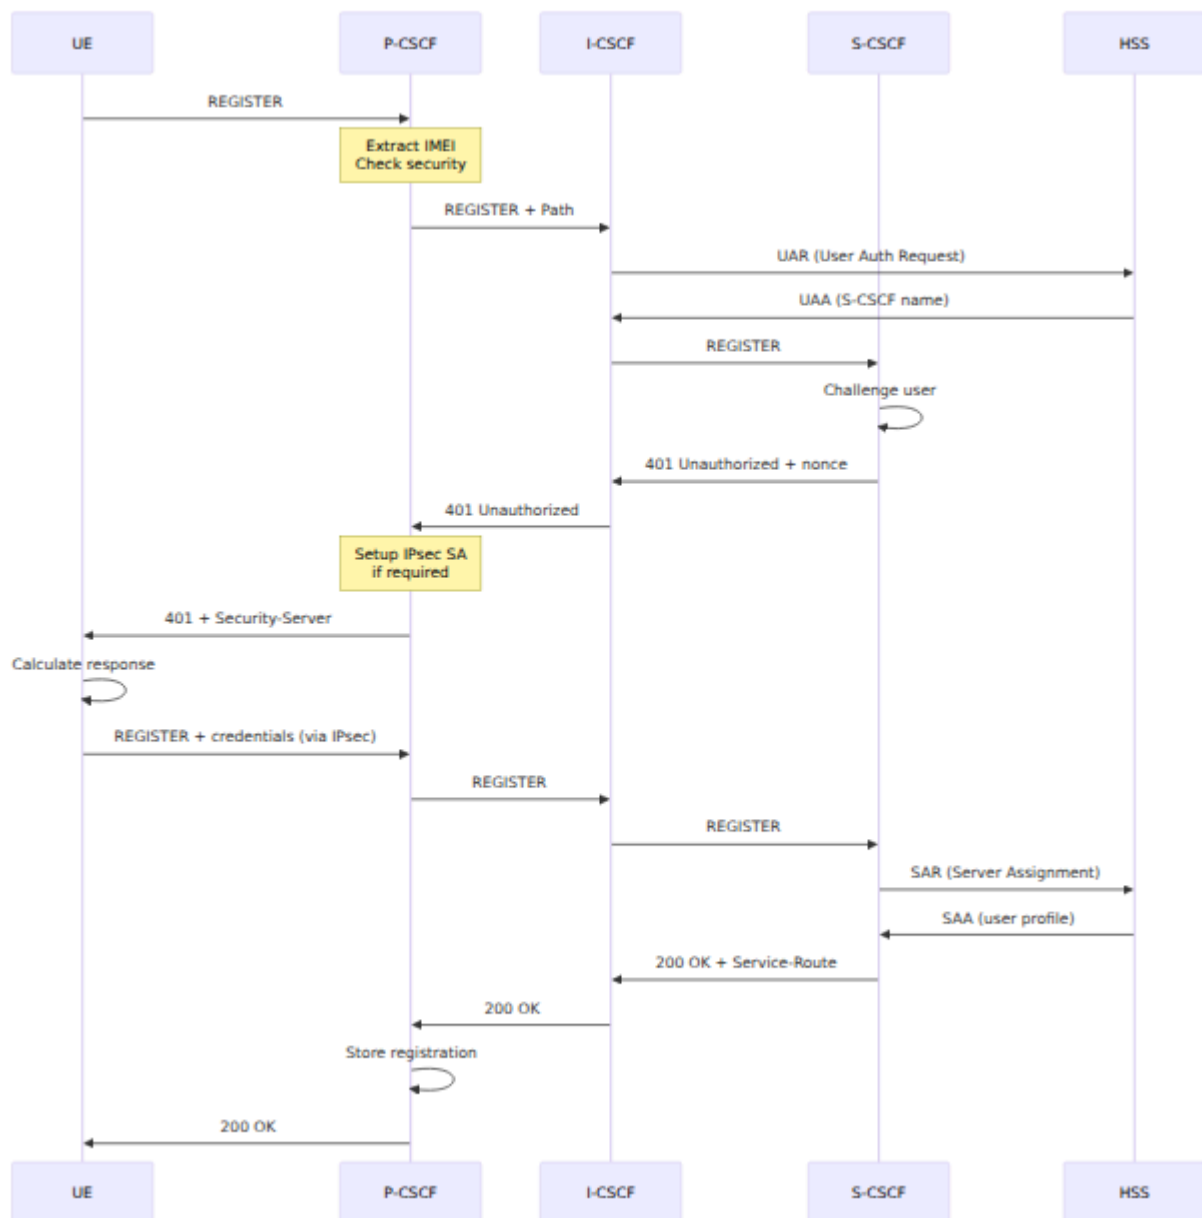 UE
P-CSCF
I-CSCF
S-CSCF
HSS
REGISTER
Extract IMEI
Check security
REGISTER + Path
UAR (User Auth Request)
UAA (S-CSCF name)
REGISTER
Challenge user
401 Unauthorized + nonce
401 Unauthorized
Setup IPsec SA
if required
401 + Security-Server
Calculate response
REGISTER + credentials (via IPsec)
REGISTER
REGISTER
SAR (Server Assignment)
SAA (user profile)
200 OK + Service-Route
200 OK
Store registration
200 OK
UE
P-CSCF
I-CSCF
S-CSCF
HSS